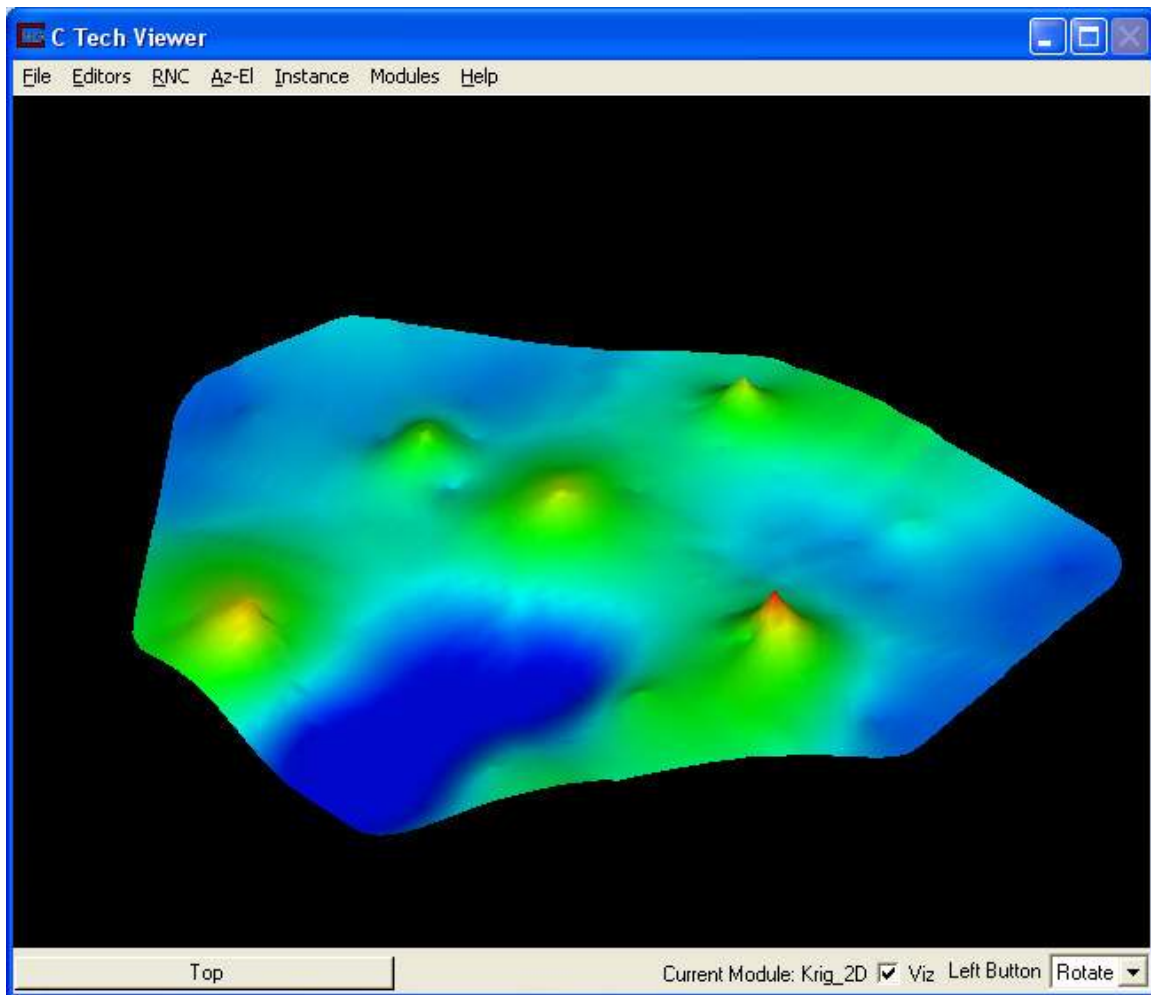 C Tech Viewer
File Editors RNC Az-El Instance Modules Help
Top Current Module: Krig_2D Viz Left Button Rotate